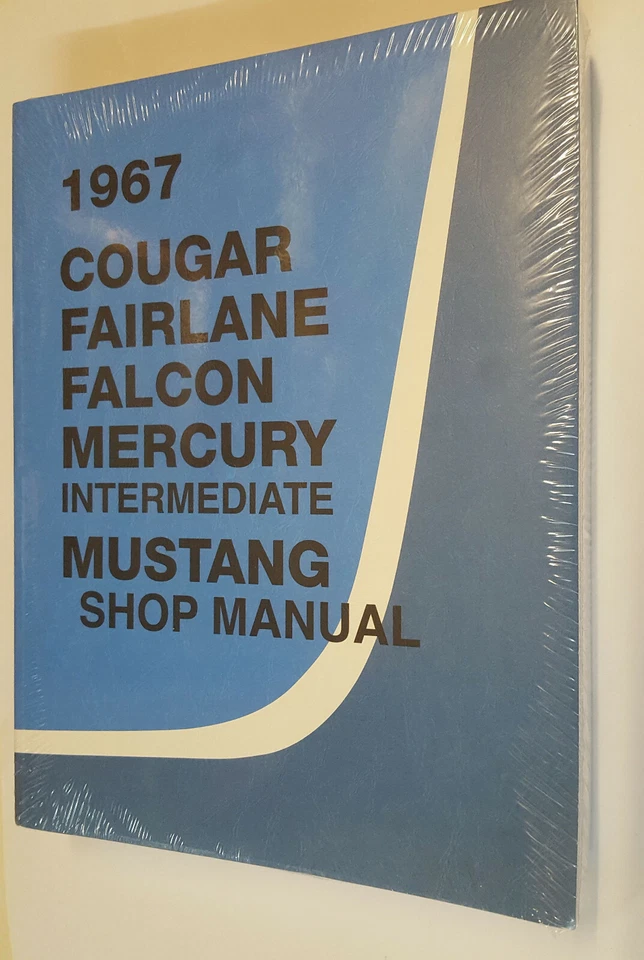 1967
COUGAR
FAIRLANE
FALCON
MERCURY
INTERMEDIATE
MUSTANG
SHOP MANUAL